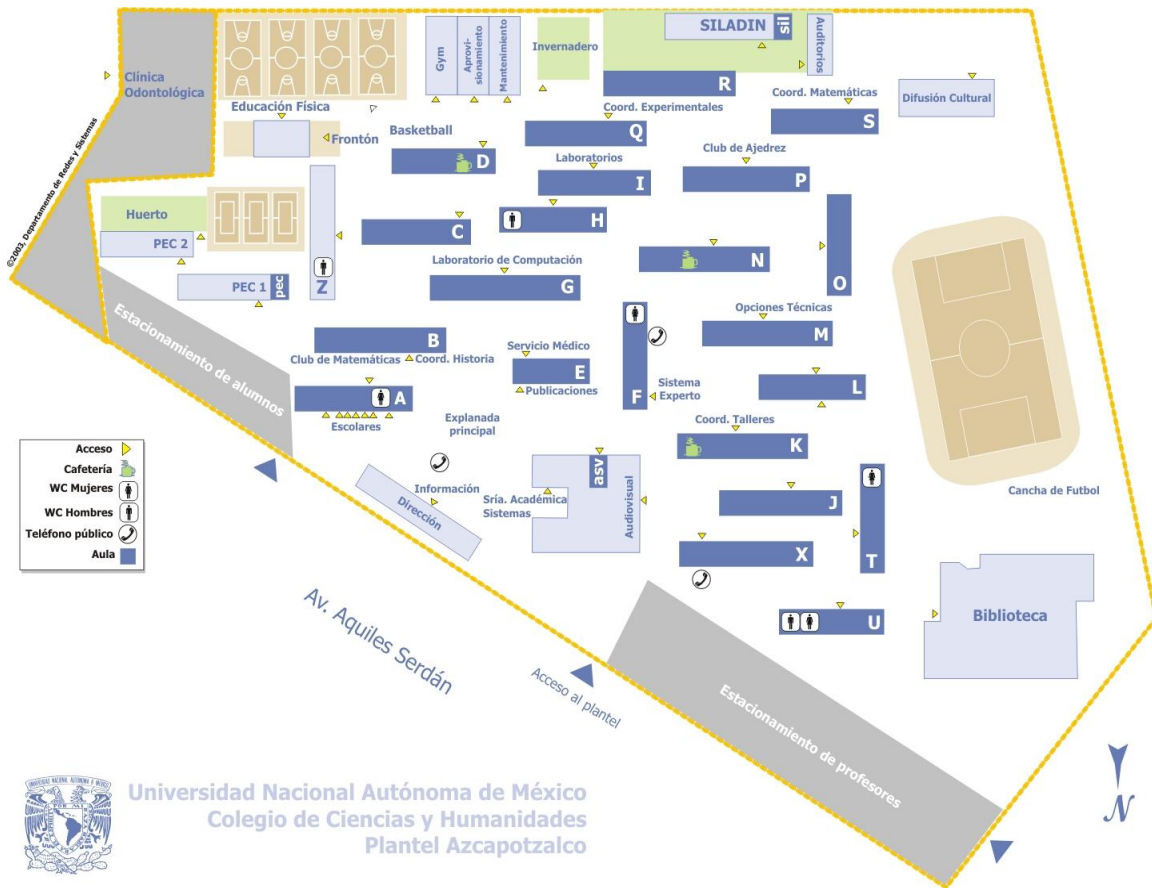 SILADIN
sil
Auditorios
Gym
Aprovi-
sionamiento
Mantenimiento
Invernadero
Clínica
Odontológica
R
Coord. Matemáticas
Difusión Cultural
Educación Física
Coord. Experimentales
S
Frontón
Basketball
Q
D
Laboratorios
Club de Ajedrez
I
P
©2003, Departamento de Redes y Sistemas
Huerto
H
PEC 2
C
N
O
Laboratorio de Computación
Z
PEC 1
pec
G
Estacionamiento de alumnos
Opciones Técnicas
B
M
Club de Matemáticas
Coord. Historia
Servicio Médico
E
Publicaciones
F
Sistema
Experto
L
A
Escolares
Explanada
principal
Coord. Talleres
K
Acceso
Cafetería
WC Mujeres
WC Hombres
Teléfono público
Aula
Información
Dirección
Sría. Académica
Sistemas
asv
Audiovisual
Cancha de Futbol
J
X
T
U
Biblioteca
Av. Aquiles Serdán
Acceso al plantel
Estacionamiento de profesores
N
UNIVERSIDAD NACIONAL AUTONOMA DE MEXICO
Universidad Nacional Autónoma de México
Colegio de Ciencias y Humanidades
Plantel Azcapotzalco